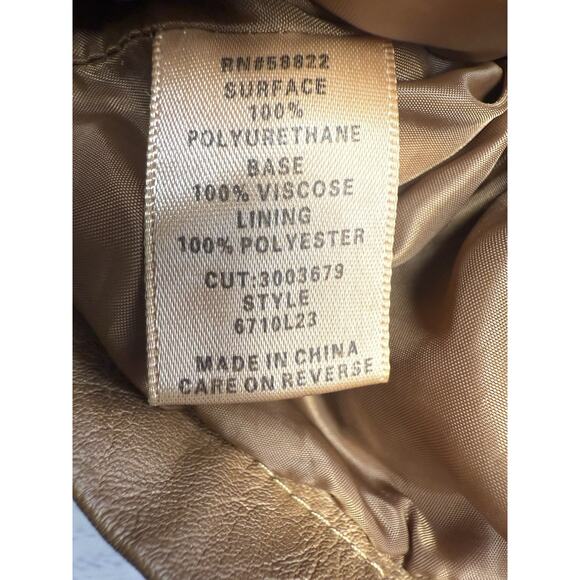 RN#58822
SURFACE
100%
POLYURETHANE
BASE
100% VISCOSE
LINING
100% POLYESTER
CUT:3003679
STYLE
6710L23
MADE IN CHINA
CARE ON REVERSE